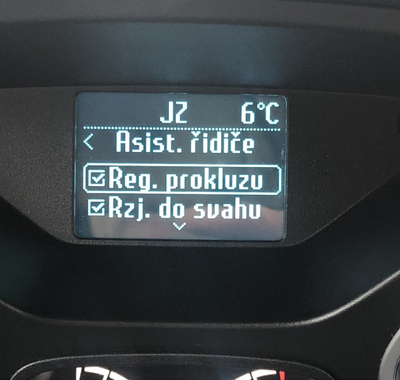 JZ 6°C
< Asist. řidiče
Reg. prokluzu
Rzj. do svahu